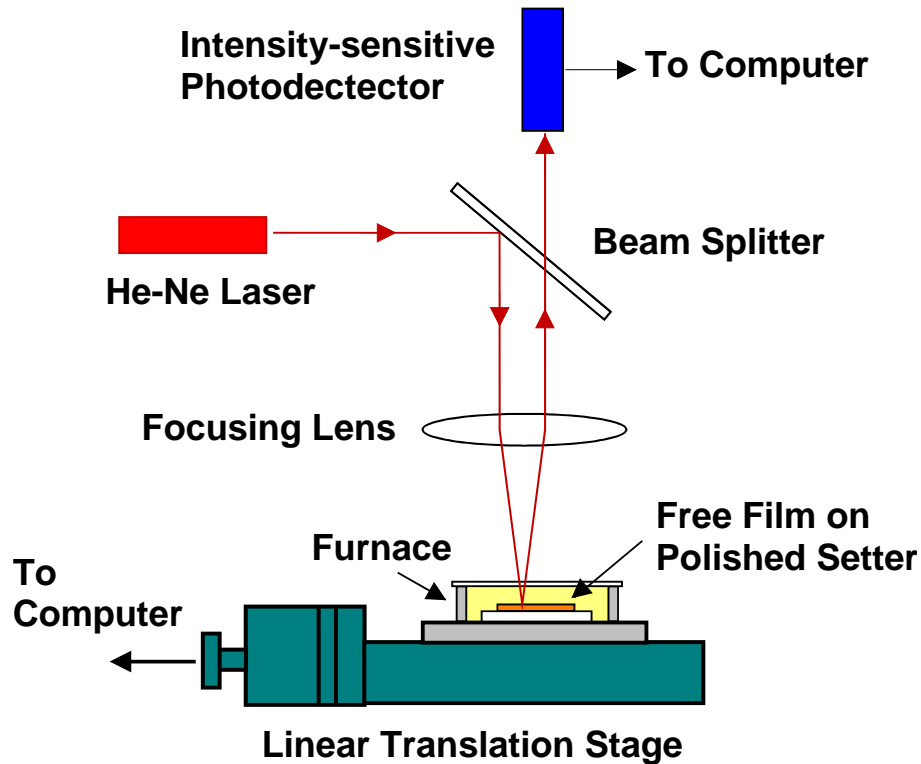 Intensity-sensitive
Photodectector
To Computer
Beam Splitter
He-Ne Laser
Focusing Lens
Free Film on
Polished Setter
Furnace
To
Computer
Linear Translation Stage